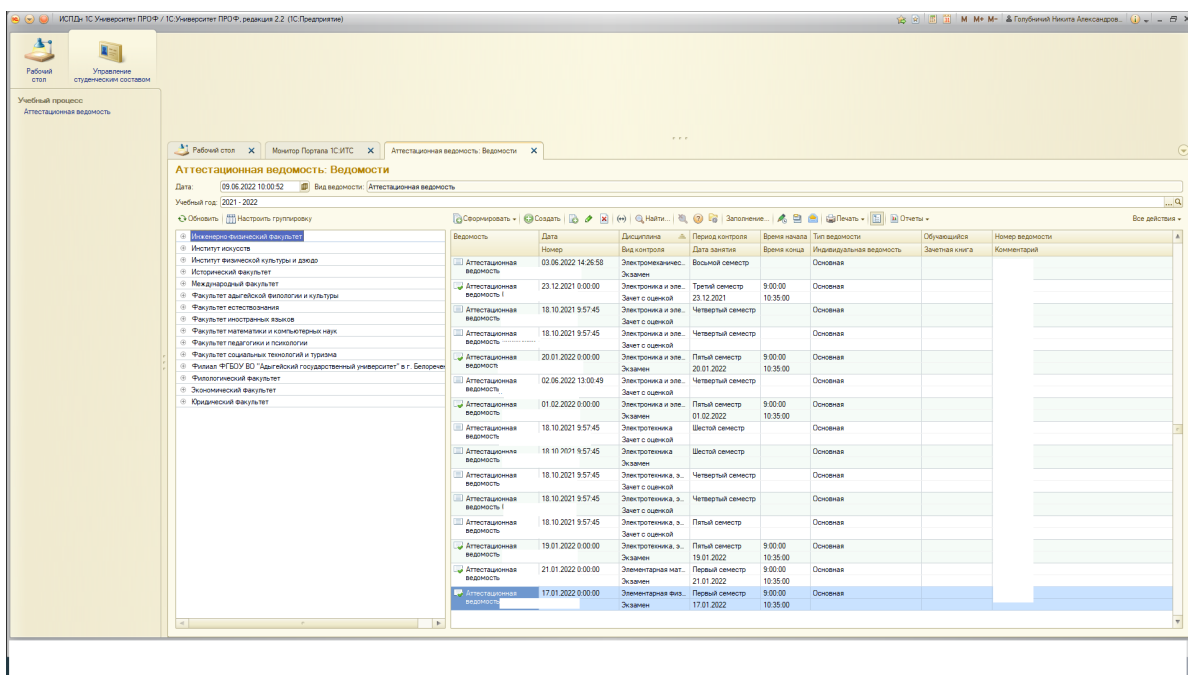 ИСПДн 1С Университет ПРОФ / 1С:Университет ПРОФ, редакция 2.2 (1С:Предприятие)
M M+ M- Голубничий Никита Александров...
Рабочий стол
Управление студенческим составом
Учебный процесс
Аттестационная ведомость
Рабочий стол Монитор Портала 1С:ИТС Аттестационная ведомость: Ведомости
Аттестационная ведомость: Ведомости
Дата: 09.06.2022 10:00:52 Вид ведомости: Аттестационная ведомость
Учебный год: 2021 - 2022
Обновить Настроить группировку
Инженерно-физический факультет
Институт искусств
Институт физической культуры и дзюдо
Исторический факультет
Международный факультет
Факультет адыгейской филологии и культуры
Факультет естествознания
Факультет иностранных языков
Факультет математики и компьютерных наук
Факультет педагогики и психологии
Факультет социальных технологий и туризма
Филиал ФГБОУ ВО "Адыгейский государственный университет" в г. Белоречен
Филологический факультет
Экономический факультет
Юридический факультет
Сформировать Создать Найти... Заполнение... Печать Отчеты Все действия
Ведомость Дата Дисциплина Период контроля Время начала Тип ведомости Обучающийся Номер ведомости
Номер Вид контроля Дата занятия Время конца Индивидуальная ведомость Зачетная книга Комментарий
Аттестационная 03.06.2022 14:26:58 Электромеханичес... Восьмой семестр Основная
ведомость Экзамен
Аттестационная 23.12.2021 0:00:00 Электроника и эле... Третий семестр 9:00:00 Основная
ведомость Зачет с оценкой 23.12.2021 10:35:00
Аттестационная 18.10.2021 9:57:45 Электроника и эле... Четвертый семестр Основная
ведомость Зачет с оценкой
Аттестационная 18.10.2021 9:57:45 Электроника и эле... Четвертый семестр Основная
ведомость Зачет с оценкой
Аттестационная 20.01.2022 0:00:00 Электроника и эле... Пятый семестр 9:00:00 Основная
ведомость Экзамен 20.01.2022 10:35:00
Аттестационная 02.06.2022 13:00:49 Электроника и эле... Четвертый семестр Основная
ведомость Зачет с оценкой
Аттестационная 01.02.2022 0:00:00 Электроника и эле... Пятый семестр 9:00:00 Основная
ведомость Экзамен 01.02.2022 10:35:00
Аттестационная 18.10.2021 9:57:45 Электротехника Шестой семестр Основная
ведомость Зачет с оценкой
Аттестационная 18.10.2021 9:57:45 Электротехника Шестой семестр Основная
ведомость Экзамен
Аттестационная 18.10.2021 9:57:45 Электротехника, э... Четвертый семестр Основная
ведомость Зачет с оценкой
Аттестационная 18.10.2021 9:57:45 Электротехника, э... Четвертый семестр Основная
ведомость Зачет с оценкой
Аттестационная 18.10.2021 9:57:45 Электротехника, э... Пятый семестр Основная
ведомость Зачет с оценкой
Аттестационная 19.01.2022 0:00:00 Электротехника, э... Пятый семестр 9:00:00 Основная
ведомость Экзамен 19.01.2022 10:35:00
Аттестационная 21.01.2022 0:00:00 Элементарная мат... Первый семестр 9:00:00 Основная
ведомость Экзамен 21.01.2022 10:35:00
Аттестационная 17.01.2022 0:00:00 Элементарная физ... Первый семестр 9:00:00 Основная
ведомость Экзамен 17.01.2022 10:35:00